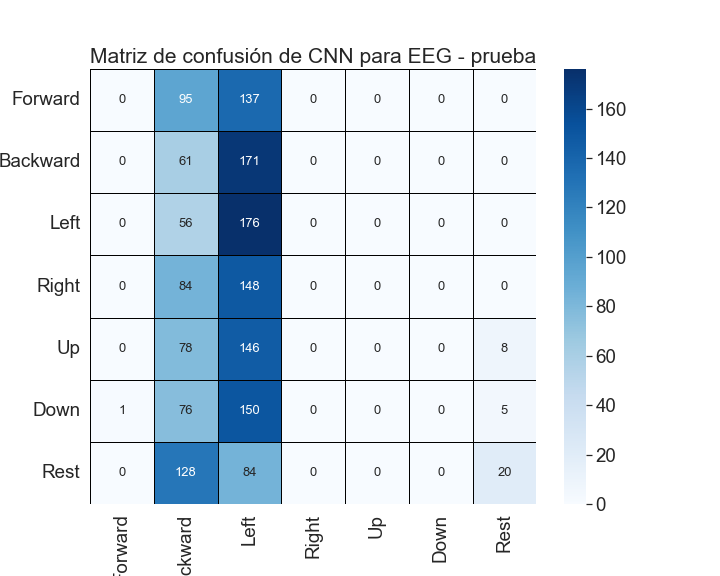 Matriz de confusión de CNN para EEG - prueba
Forward 0 95 137 0 0 0 0
Backward 0 61 171 0 0 0 0
Left 0 56 176 0 0 0 0
Right 0 84 148 0 0 0 0
Up 0 78 146 0 0 0 8
Down 1 76 150 0 0 0 5
Rest 0 128 84 0 0 0 20
Forward
ckward
Left
Right
Up
Down
Rest
160
140
120
100
80
60
40
20
0